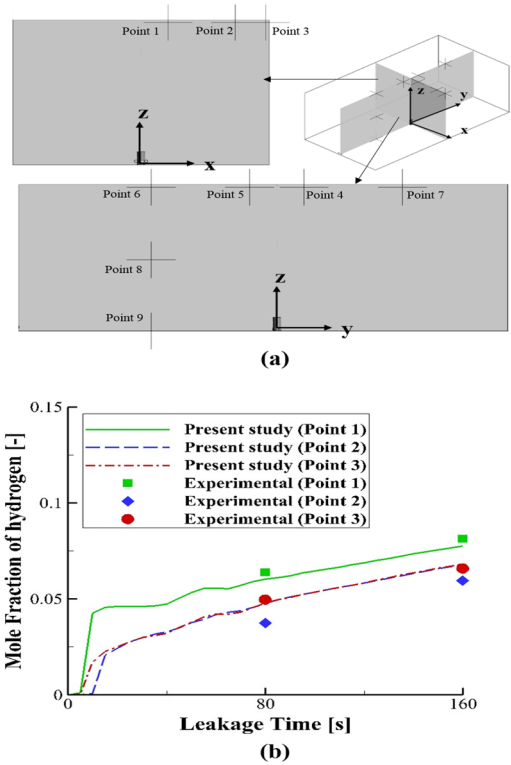 Point 1
Point 2
Point 3
z
x
z
y
x
Point 6
Point 5
Point 4
Point 7
Point 8
z
Point 9
y
(a)
Mole Fraction of hydrogen [-]
0.15
0.1
0.05
0
Present study (Point 1)
Present study (Point 2)
Present study (Point 3)
Experimental (Point 1)
Experimental (Point 2)
Experimental (Point 3)
0
80
160
Leakage Time [s]
(b)